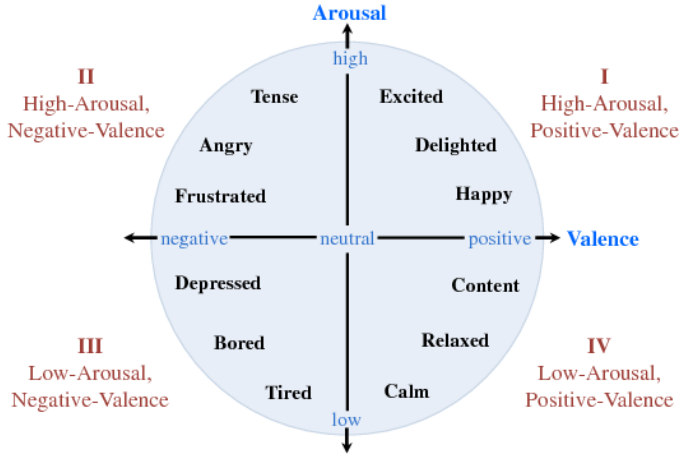 Arousal
high
II
High-Arousal,
Negative-Valence
I
High-Arousal,
Positive-Valence
Tense
Excited
Angry
Delighted
Frustrated
Happy
negative
neutral
positive
Valence
Depressed
Content
Bored
Relaxed
III
Low-Arousal,
Negative-Valence
IV
Low-Arousal,
Positive-Valence
Tired
Calm
low